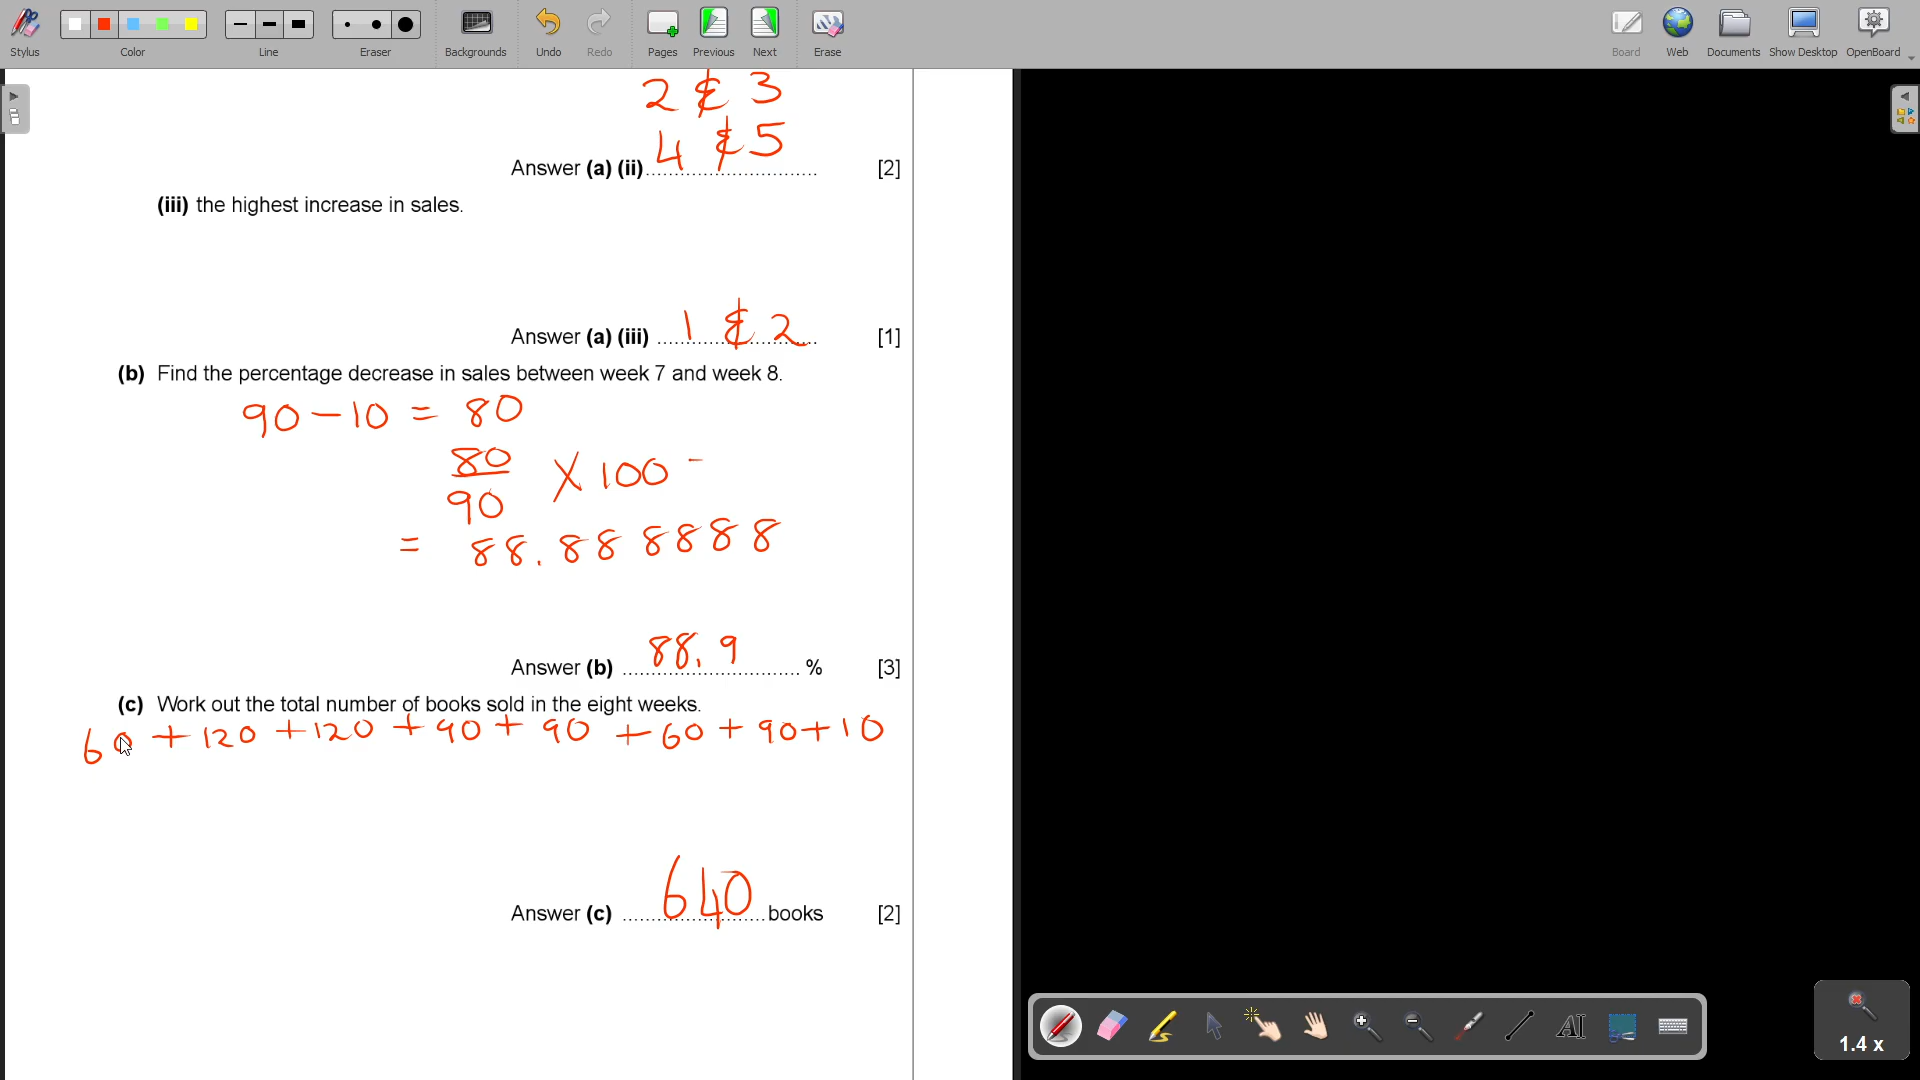 Stylus Color Line Eraser Backgrounds Undo Redo Pages Previous Next Erase Board Web Documents Show Desktop OpenBoard
2 & 3
4 & 5
Answer (a) (ii)............................... [2]
(iii) the highest increase in sales.
Answer (a) (iii) ............................ [1]
1 & 2
(b) Find the percentage decrease in sales between week 7 and week 8.
90 - 10 = 80
80/90 X 100 -
= 88.888888
88.9
Answer (b) ............................... % [3]
(c) Work out the total number of books sold in the eight weeks.
60 + 120 + 120 + 90 + 90 + 60 + 90 + 10
640
Answer (c) .........................books [2]
1.4 x